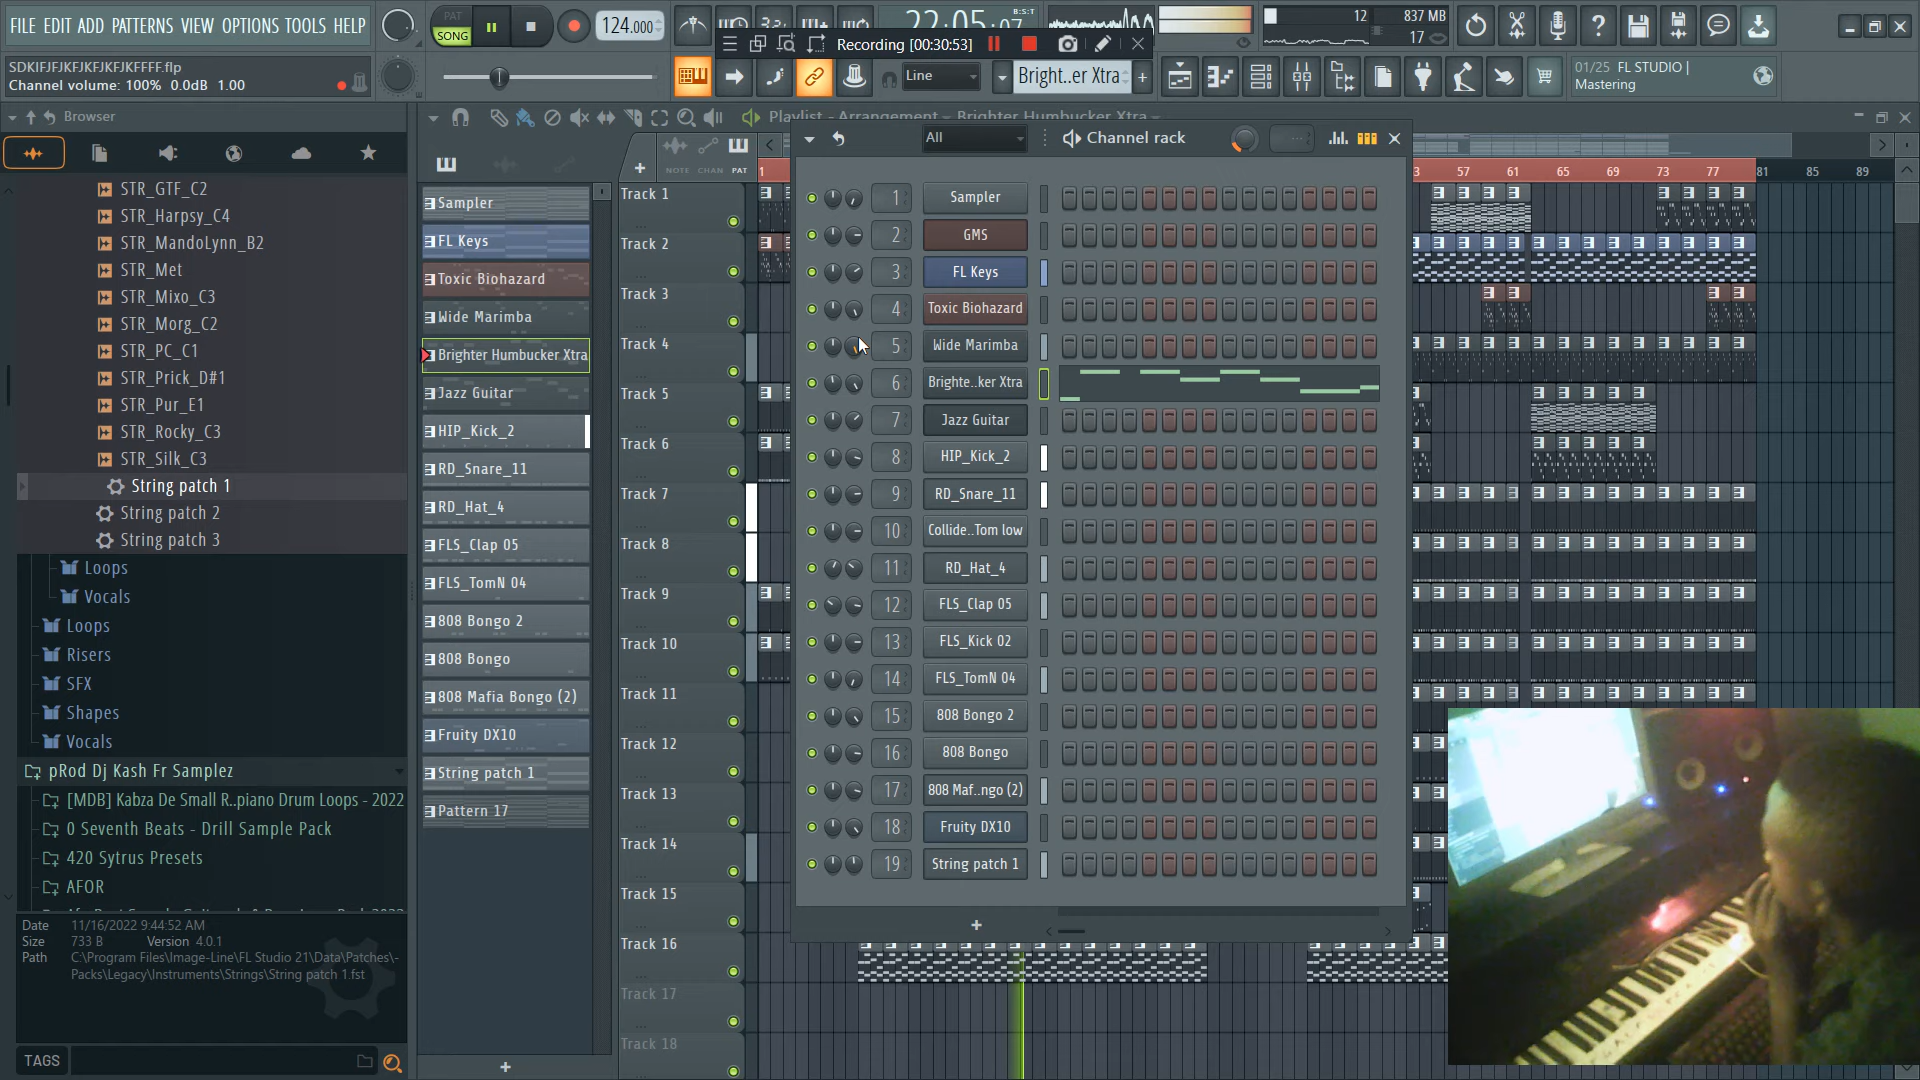 FILE EDIT ADD PATTERNS VIEW OPTIONS TOOLS HELP
PAT
SONG
124.000
22:05:07
B:S:T
12
837 MB
17
Recording [00:30:53]
SDKIFJFJKFJKFJKFJKFFFF.flp
Channel volume: 100% 0.0dB 1.00
Line
Bright..er Xtra
01/25 FL STUDIO |
Mastering
Browser
STR_GTF_C2
STR_Harpsy_C4
STR_MandoLynn_B2
STR_Met
STR_Mixo_C3
STR_Morg_C2
STR_PC_C1
STR_Prick_D#1
STR_Pur_E1
STR_Rocky_C3
STR_Silk_C3
String patch 1
String patch 2
String patch 3
Loops
Vocals
Loops
Risers
SFX
Shapes
Vocals
pRod Dj Kash Fr Samplez
[MDB] Kabza De Small R..piano Drum Loops - 2022
0 Seventh Beats - Drill Sample Pack
420 Sytrus Presets
AFOR
Date 11/16/2022 9:44:52 AM
Size 733 B Version 4.0.1
Path C:\Program Files\Image-Line\FL Studio 21\Data\Patches\-
Packs\Legacy\Instruments\Strings\String patch 1.fst
TAGS
Sampler
FL Keys
Toxic Biohazard
Wide Marimba
Brighter Humbucker Xtra
Jazz Guitar
HIP_Kick_2
RD_Snare_11
RD_Hat_4
FLS_Clap 05
FLS_TomN 04
808 Bongo 2
808 Bongo
808 Mafia Bongo (2)
Fruity DX10
String patch 1
Pattern 17
Playlist - Arrangement
Brighter Humbucker Xtra
NOTE CHAN PAT
Track 1
Track 2
Track 3
Track 4
Track 5
Track 6
Track 7
Track 8
Track 9
Track 10
Track 11
Track 12
Track 13
Track 14
Track 15
Track 16
Track 17
Track 18
All
Channel rack
1 Sampler
2 GMS
3 FL Keys
4 Toxic Biohazard
5 Wide Marimba
6 Brighte..ker Xtra
7 Jazz Guitar
8 HIP_Kick_2
9 RD_Snare_11
10 Collide..Tom low
11 RD_Hat_4
12 FLS_Clap 05
13 FLS_Kick 02
14 FLS_TomN 04
15 808 Bongo 2
16 808 Bongo
17 808 Maf..ngo (2)
18 Fruity DX10
19 String patch 1
57 61 65 69 73 77 81 85 89